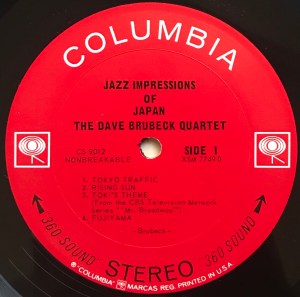 COLUMBIA
JAZZ IMPRESSIONS
OF
JAPAN
THE DAVE BRUBECK QUARTET
CS 9012
NONBREAKABLE
SIDE 1
XSM 77490
1. TOKYO TRAFFIC
2. RISING SUN
3. TOKI'S THEME
(From the CBS Television Network
Series "Mr. Broadway")
4. FUJIYAMA
-Brubeck-
360 SOUND STEREO 360 SOUND
® "COLUMBIA" MARCAS REG. PRINTED IN U.S.A.